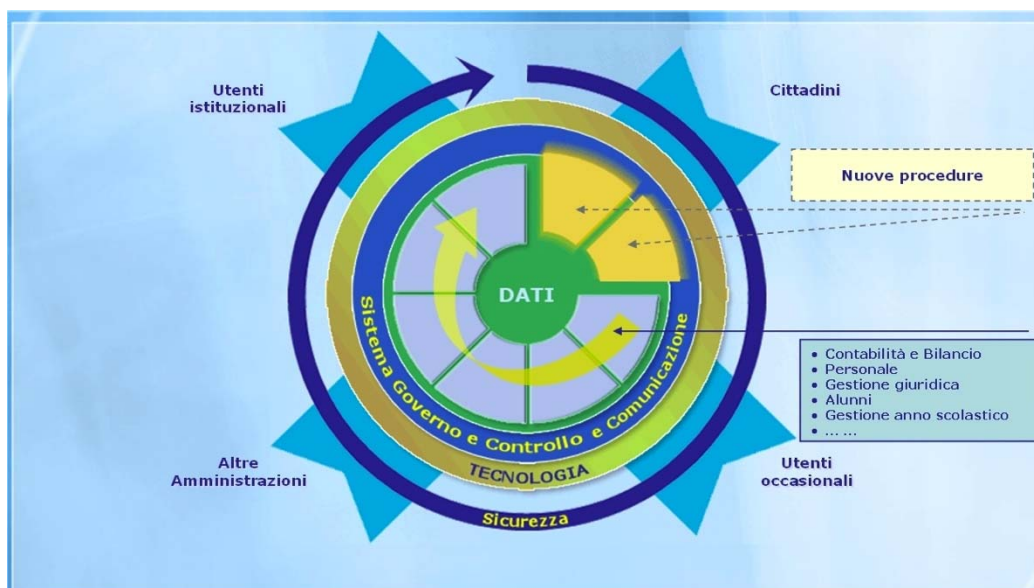 Utenti
istituzionali
Cittadini
Nuove procedure
DATI
Sistema Governo e Controllo e Comunicazione
• Contabilità e Bilancio
• Personale
• Gestione giuridica
• Alunni
• Gestione anno scolastico
• ... ...
Altre
Amministrazioni
TECNOLOGIA
Utenti
occasionali
Sicurezza